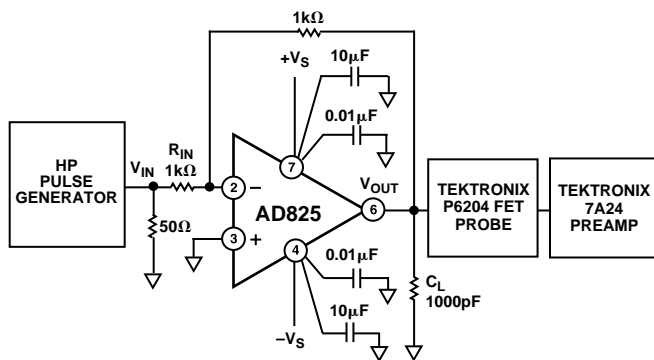 1kΩ
+VS
10μF
0.01μF
HP
PULSE
GENERATOR
VIN
RIN
1kΩ
50Ω
2
−
3
+
7
AD825
4
6
VOUT
TEKTRONIX
P6204 FET
PROBE
TEKTRONIX
7A24
PREAMP
0.01μF
10μF
−VS
CL
1000pF